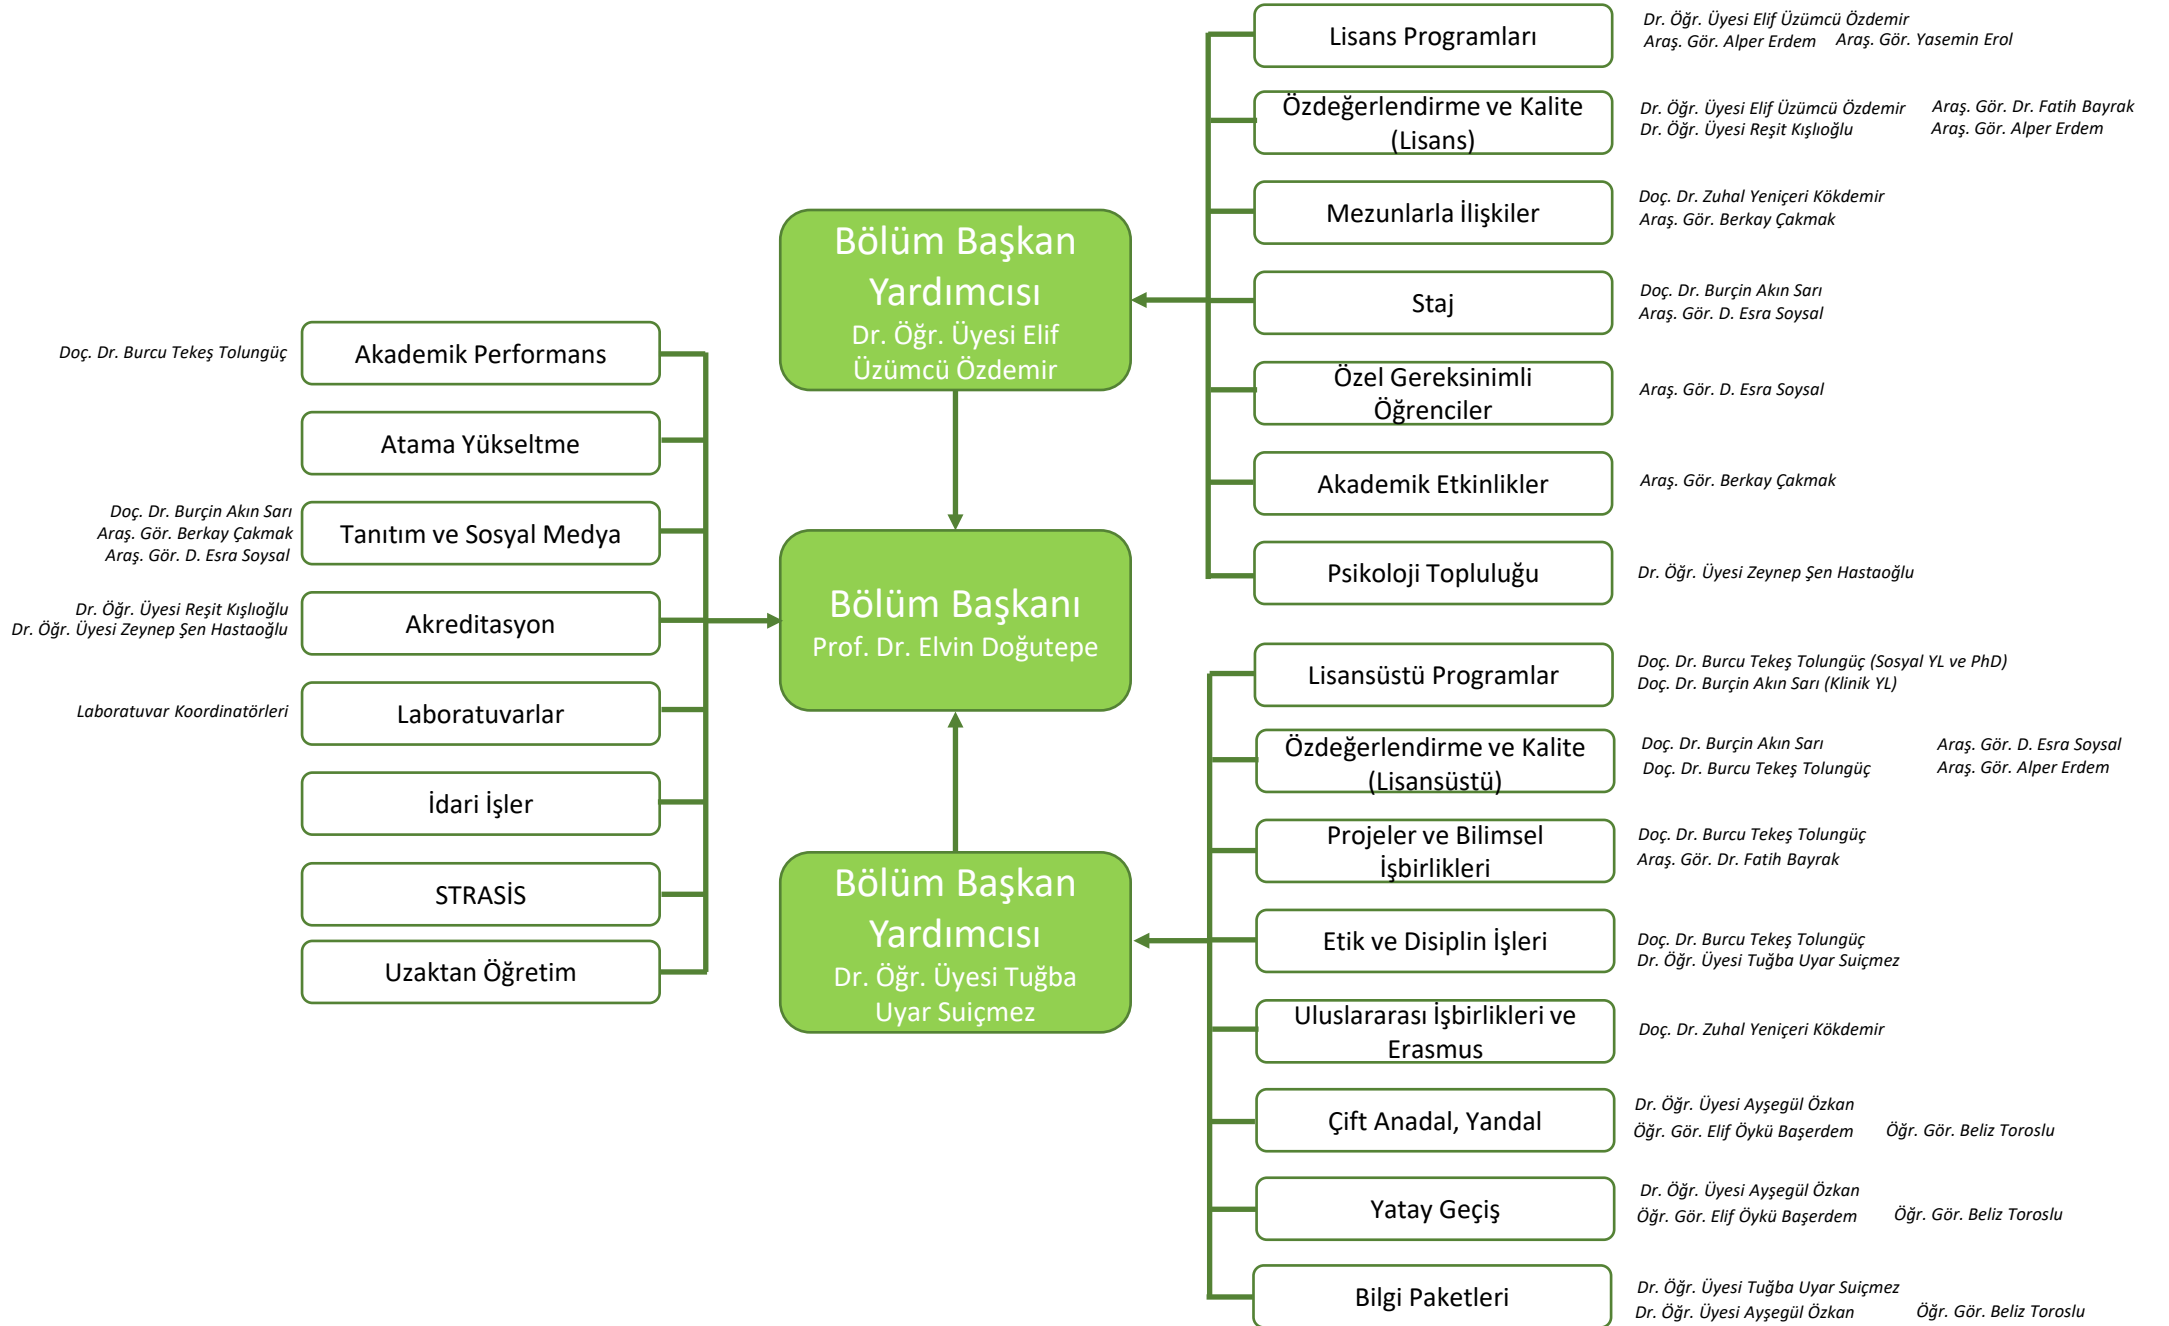 Doç. Dr. Burcu Tekeş Tolungüç
Akademik Performans
Atama Yükseltme
Doç. Dr. Burçin Akın Sarı
Araş. Gör. Berkay Çakmak
Araş. Gör. D. Esra Soysal
Tanıtım ve Sosyal Medya
Dr. Öğr. Üyesi Reşit Kışlıoğlu
Dr. Öğr. Üyesi Zeynep Şen Hastaoğlu
Akreditasyon
Laboratuvar Koordinatörleri
Laboratuvarlar
İdari İşler
STRASİS
Uzaktan Öğretim
Bölüm Başkan
Yardımcısı
Dr. Öğr. Üyesi Elif
Üzümcü Özdemir
Bölüm Başkanı
Prof. Dr. Elvin Doğutepe
Bölüm Başkan
Yardımcısı
Dr. Öğr. Üyesi Tuğba
Uyar Suiçmez
Lisans Programları
Dr. Öğr. Üyesi Elif Üzümcü Özdemir
Araş. Gör. Alper Erdem Araş. Gör. Yasemin Erol
Özdeğerlendirme ve Kalite
(Lisans)
Dr. Öğr. Üyesi Elif Üzümcü Özdemir Araş. Gör. Dr. Fatih Bayrak
Dr. Öğr. Üyesi Reşit Kışlıoğlu Araş. Gör. Alper Erdem
Mezunlarla İlişkiler
Doç. Dr. Zuhal Yeniçeri Kökdemir
Araş. Gör. Berkay Çakmak
Staj
Doç. Dr. Burçin Akın Sarı
Araş. Gör. D. Esra Soysal
Özel Gereksinimli
Öğrenciler
Araş. Gör. D. Esra Soysal
Akademik Etkinlikler
Araş. Gör. Berkay Çakmak
Psikoloji Topluluğu
Dr. Öğr. Üyesi Zeynep Şen Hastaoğlu
Lisansüstü Programlar
Doç. Dr. Burcu Tekeş Tolungüç (Sosyal YL ve PhD)
Doç. Dr. Burçin Akın Sarı (Klinik YL)
Özdeğerlendirme ve Kalite
(Lisansüstü)
Doç. Dr. Burçin Akın Sarı Araş. Gör. D. Esra Soysal
Doç. Dr. Burcu Tekeş Tolungüç Araş. Gör. Alper Erdem
Projeler ve Bilimsel
İşbirlikleri
Doç. Dr. Burcu Tekeş Tolungüç
Araş. Gör. Dr. Fatih Bayrak
Etik ve Disiplin İşleri
Doç. Dr. Burcu Tekeş Tolungüç
Dr. Öğr. Üyesi Tuğba Uyar Suiçmez
Uluslararası İşbirlikleri ve
Erasmus
Doç. Dr. Zuhal Yeniçeri Kökdemir
Çift Anadal, Yandal
Dr. Öğr. Üyesi Ayşegül Özkan
Öğr. Gör. Elif Öykü Başerdem Öğr. Gör. Beliz Toroslu
Yatay Geçiş
Dr. Öğr. Üyesi Ayşegül Özkan
Öğr. Gör. Elif Öykü Başerdem Öğr. Gör. Beliz Toroslu
Bilgi Paketleri
Dr. Öğr. Üyesi Tuğba Uyar Suiçmez
Dr. Öğr. Üyesi Ayşegül Özkan Öğr. Gör. Beliz Toroslu